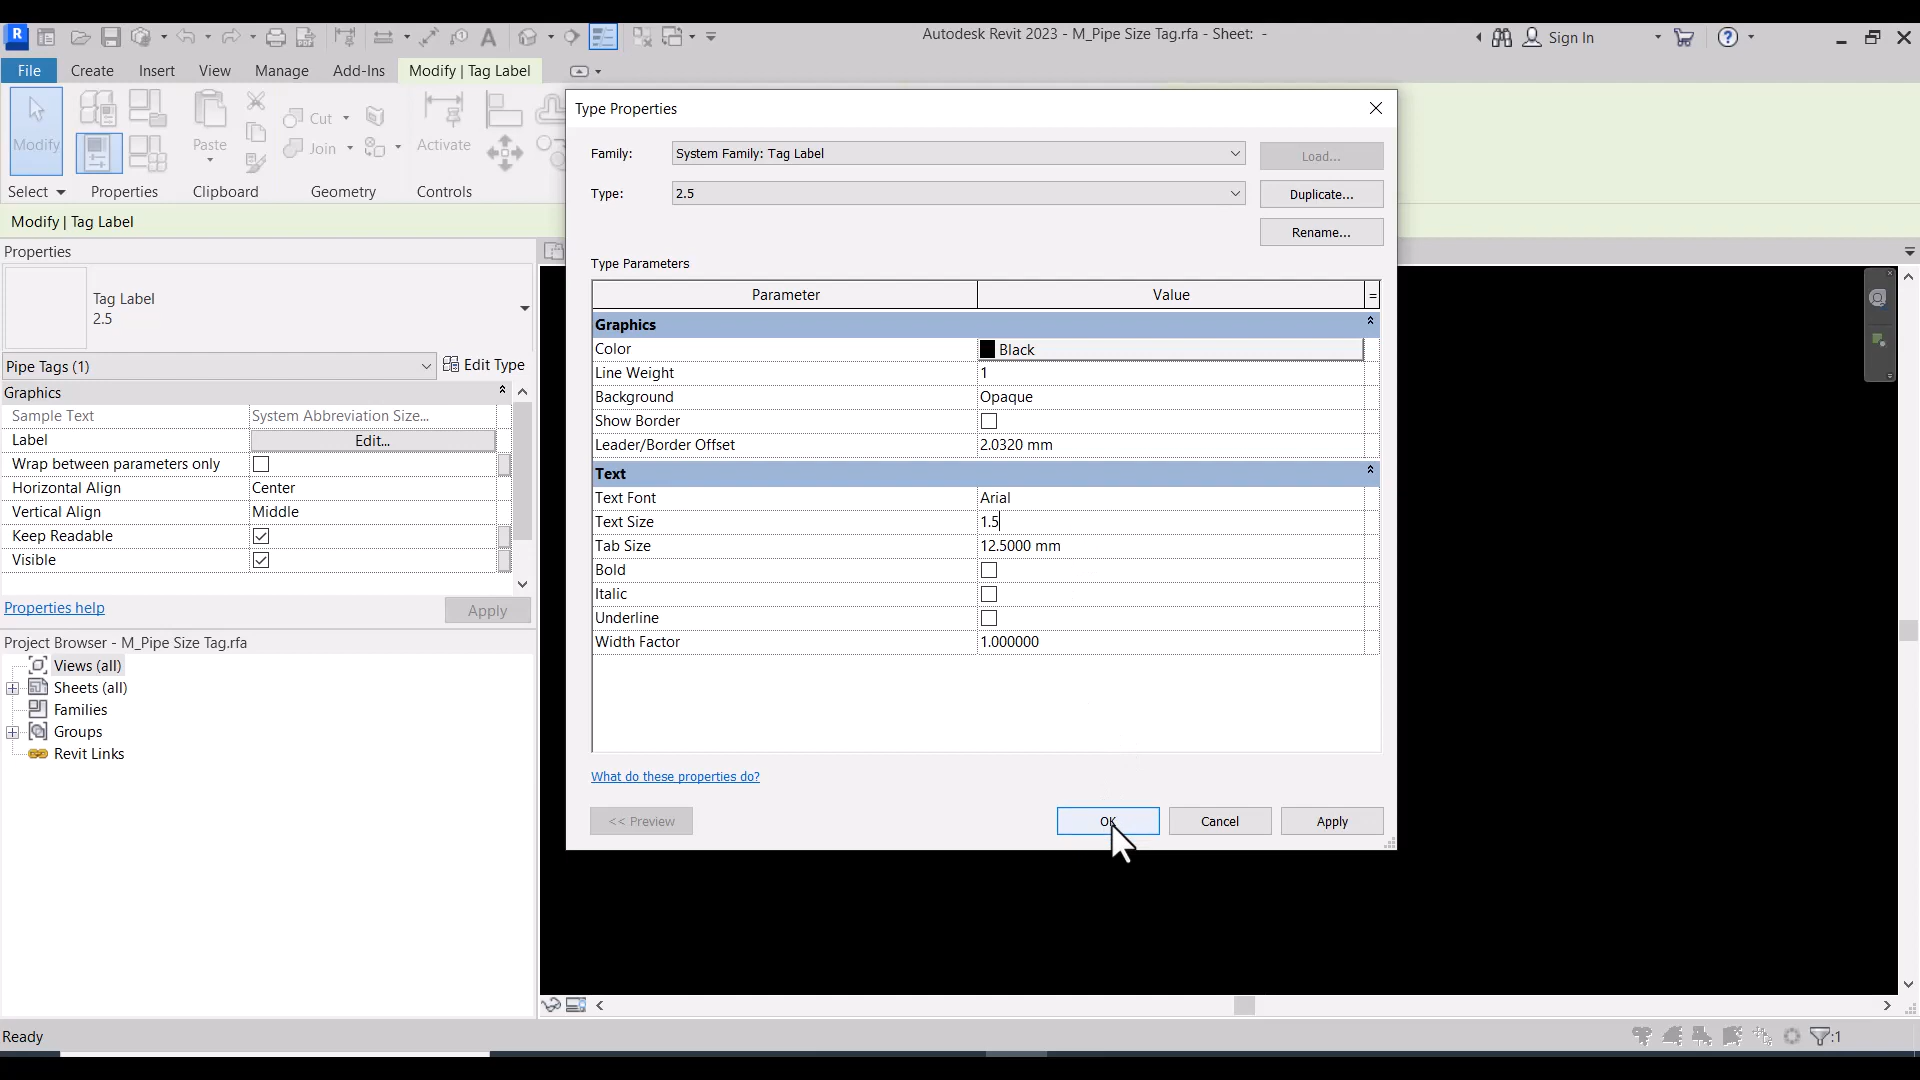 R
Autodesk Revit 2023 - M_Pipe Size Tag.rfa - Sheet: -
Sign In
File Create Insert View Manage Add-Ins Modify | Tag Label
Modify
Paste
Cut
Join
Activate
Select Properties Clipboard Geometry Controls
Modify | Tag Label
Properties
Tag Label
2.5
Pipe Tags (1)
Edit Type
Graphics
Sample Text System Abbreviation Size...
Label Edit...
Wrap between parameters only
Horizontal Align Center
Vertical Align Middle
Keep Readable
Visible
Properties help Apply
Project Browser - M_Pipe Size Tag.rfa
Views (all)
Sheets (all)
Families
Groups
Revit Links
Type Properties
Family: System Family: Tag Label Load...
Type: 2.5 Duplicate...
Rename...
Type Parameters
Parameter Value =
Graphics
Color Black
Line Weight 1
Background Opaque
Show Border
Leader/Border Offset 2.0320 mm
Text
Text Font Arial
Text Size 1.5
Tab Size 12.5000 mm
Bold
Italic
Underline
Width Factor 1.000000
What do these properties do?
<< Preview OK Cancel Apply
Ready
:1